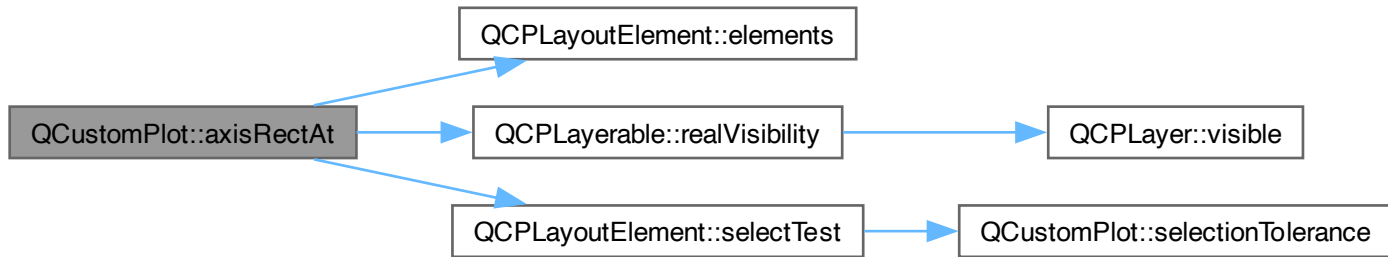 QCPLayoutElement::elements
QCustomPlot::axisRectAt
QCPLayerable::realVisibility
QCPLayer::visible
QCPLayoutElement::selectTest
QCustomPlot::selectionTolerance